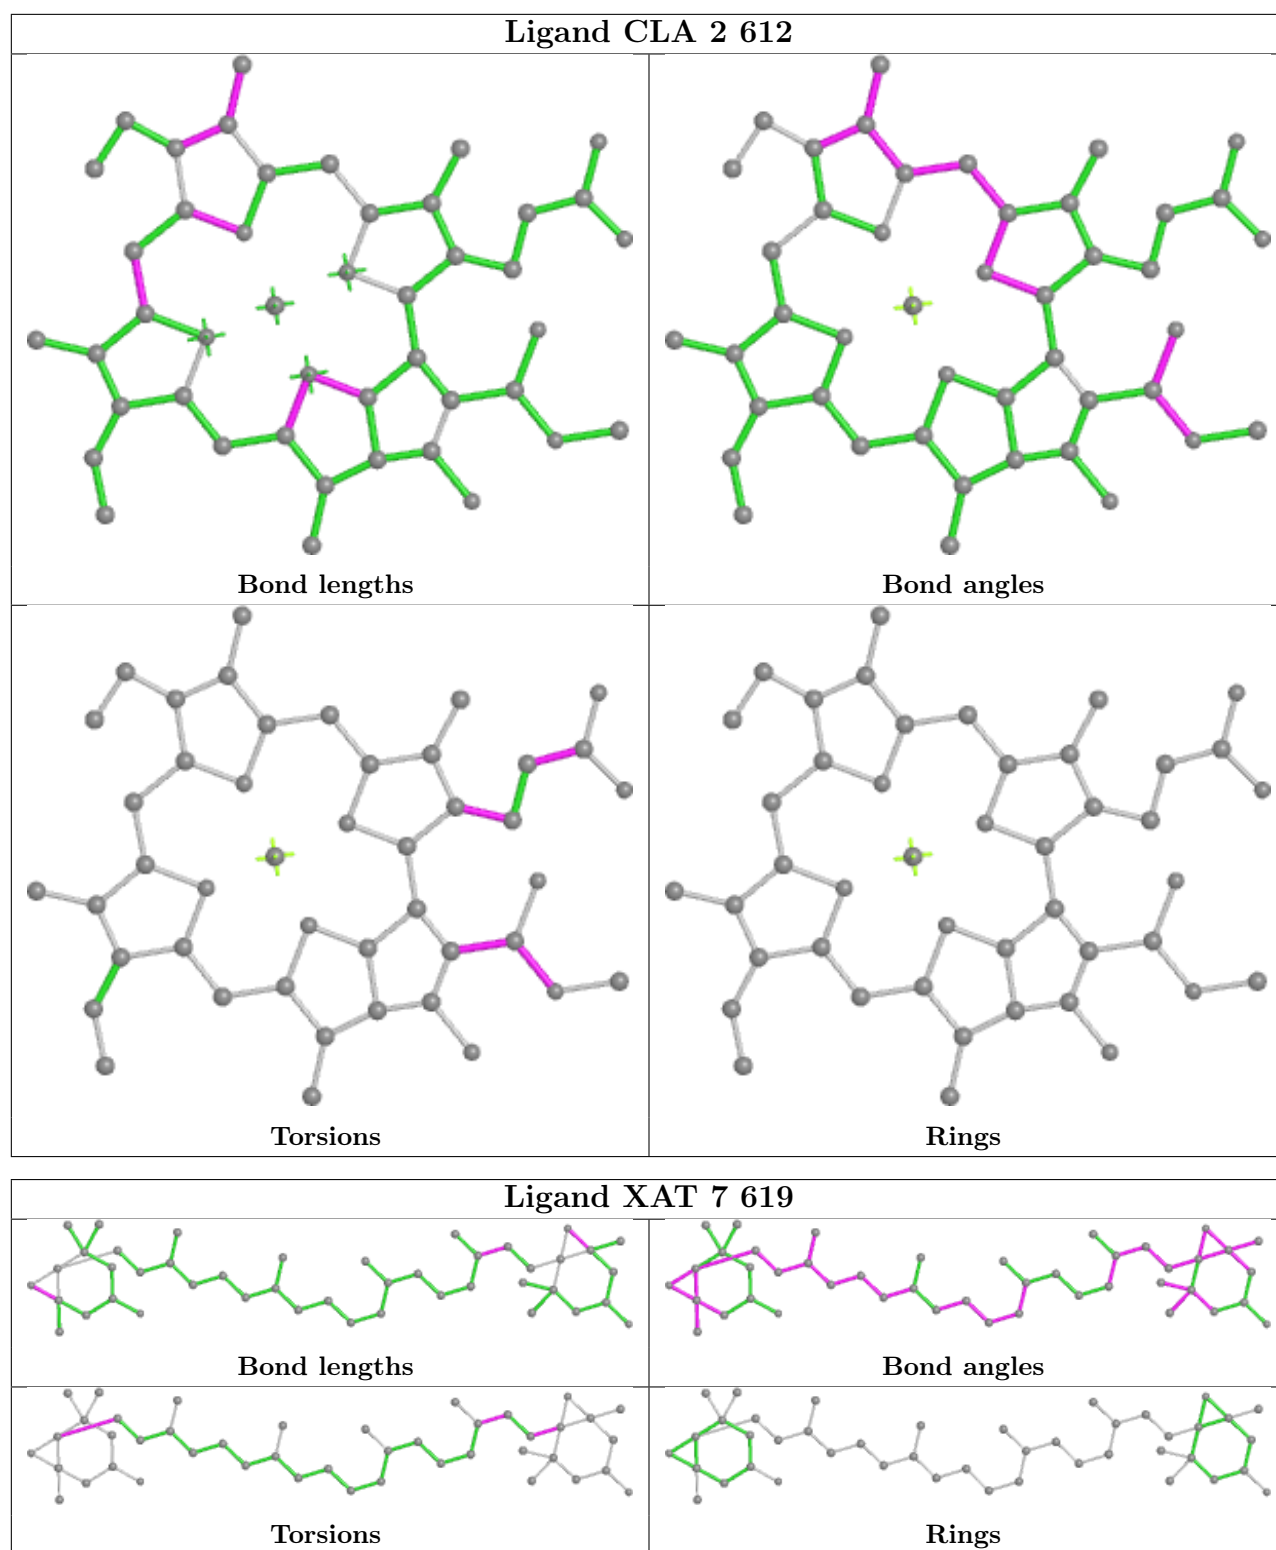 Ligand CLA 2 612
Bond lengths
Bond angles
Torsions
Rings
Ligand XAT 7 619
Bond lengths
Bond angles
Torsions
Rings